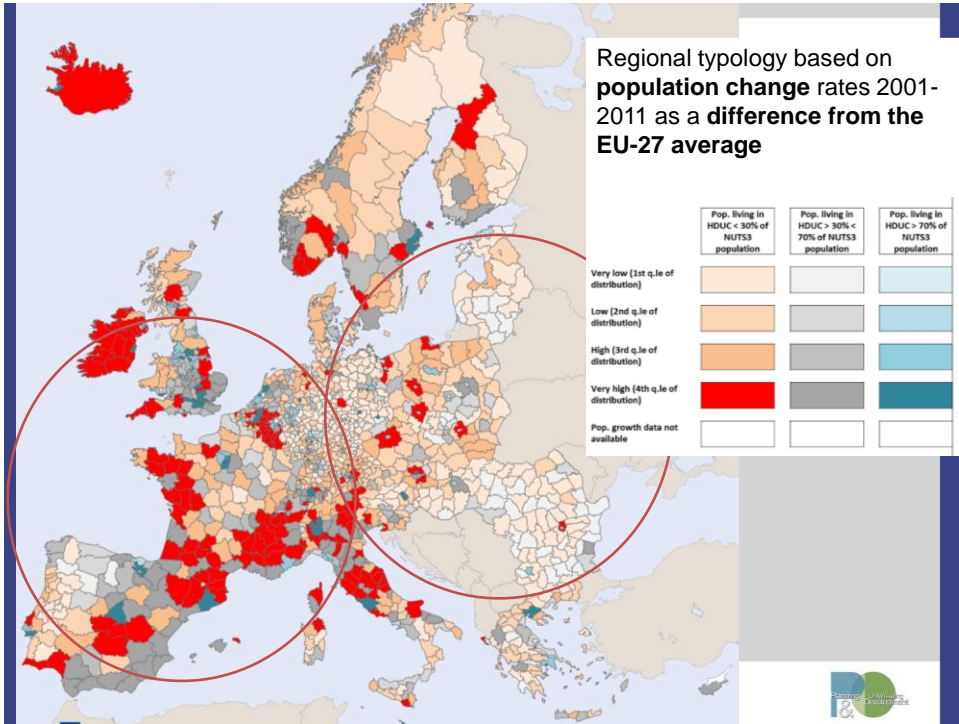 Regional typology based on
population change rates 2001-
2011 as a difference from the
EU-27 average
Pop. living in
HDUC < 30% of
NUTS3
population
Pop. living in
HDUC > 30% <
70% of NUTS3
population
Pop. living in
HDUC > 70% of
NUTS3
population
Very low (1st q.le of
distribution)
Low (2nd q.le of
distribution)
High (3rd q.le of
distribution)
Very high (4th q.le of
distribution)
Pop. growth data not
available
Planning
&
Development